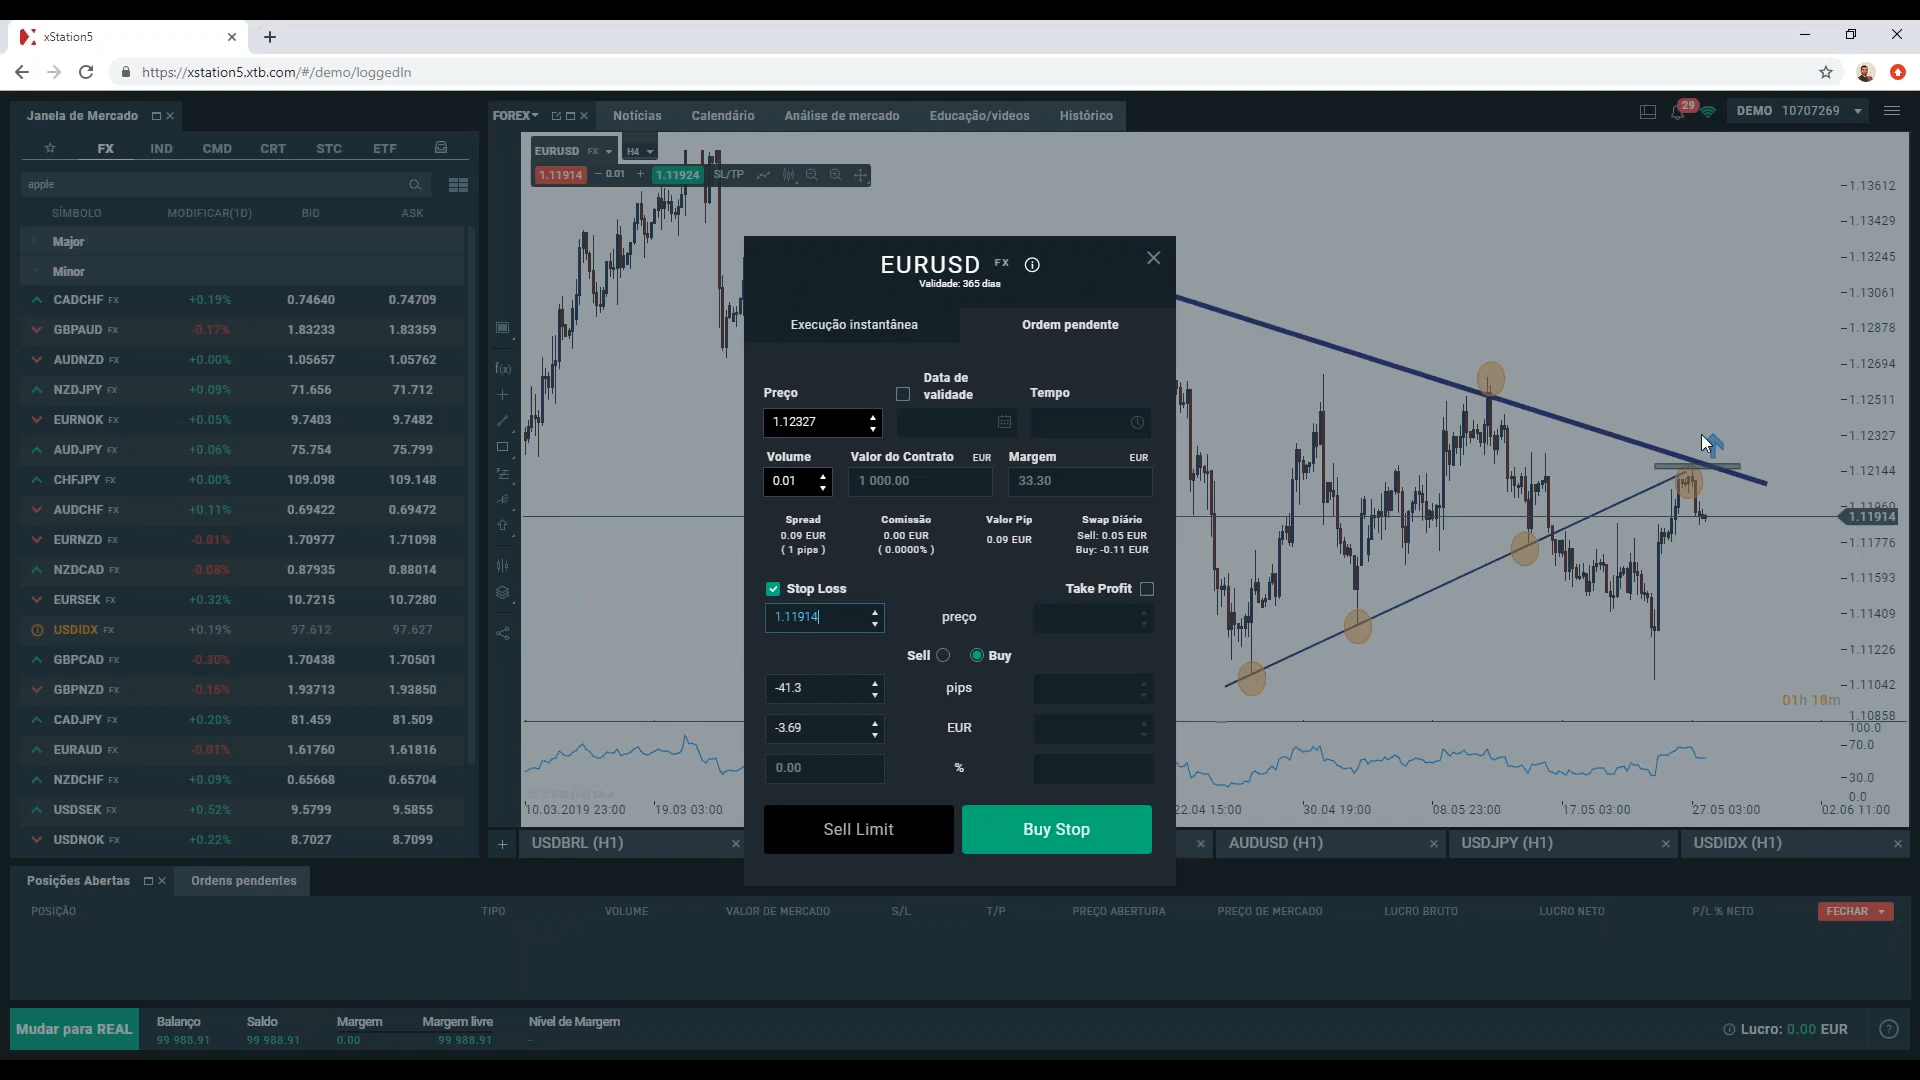 xStation5
https://xstation5.xtb.com/#/demo/loggedIn
Janela de Mercado
FOREX
Notícias
Calendário
Análise de mercado
Educação/videos
Histórico
29
DEMO 10707269
FX IND CMD CRT STC ETF
apple
SÍMBOLO MODIFICAR(1D) BID ASK
Major
Minor
CADCHF FX +0.19% 0.74640 0.74709
GBPAUD FX -0.17% 1.83233 1.83359
AUDNZD FX +0.00% 1.05657 1.05762
NZDJPY FX +0.09% 71.656 71.712
EURNOK FX +0.05% 9.7403 9.7482
AUDJPY FX +0.06% 75.754 75.799
CHFJPY FX +0.00% 109.098 109.148
AUDCHF FX +0.11% 0.69422 0.69472
EURNZD FX -0.01% 1.70977 1.71098
NZDCAD FX -0.08% 0.87935 0.88014
EURSEK FX +0.32% 10.7215 10.7280
USDIDX FX +0.19% 97.612 97.627
GBPCAD FX -0.30% 1.70438 1.70501
GBPNZD FX -0.16% 1.93713 1.93850
CADJPY FX +0.20% 81.459 81.509
EURAUD FX -0.01% 1.61760 1.61816
NZDCHF FX +0.09% 0.65668 0.65704
USDSEK FX +0.52% 9.5799 9.5855
USDNOK FX +0.22% 8.7027 8.7099
EURUSD FX H4
1.11914 - 0.01 + 1.11924 SL/TP
f(x)
EURUSD FX
Validade: 365 dias
Execução instantânea
Ordem pendente
Preço
Data de
validade
Tempo
1.12327
Volume
Valor do Contrato EUR
Margem EUR
0.01
1 000.00
33.30
Spread Comissão Valor Pip Swap Diário
0.09 EUR 0.00 EUR 0.09 EUR Sell: 0.05 EUR
( 1 pips ) ( 0.0000% ) Buy: -0.11 EUR
Stop Loss
Take Profit
1.11914
preço
Sell
Buy
-41.3
pips
-3.69
EUR
0.00
%
Sell Limit
Buy Stop
1.13612
1.13429
1.13245
1.13061
1.12878
1.12694
1.12511
1.12327
1.12144
1.11960
1.11914
1.11776
1.11593
1.11409
1.11226
1.11042
01h 18m
1.10858
100.0
70.0
30.0
0.0
10.03.2019 23:00
19.03 03:00
22.04 15:00
30.04 19:00
08.05 23:00
17.05 03:00
27.05 03:00
02.06 11:00
USDBRL (H1)
AUDUSD (H1)
USDJPY (H1)
USDIDX (H1)
Posições Abertas
Ordens pendentes
POSIÇÃO TIPO VOLUME VALOR DE MERCADO S/L T/P PREÇO ABERTURA PREÇO DE MERCADO LUCRO BRUTO LUCRO NETO P/L % NETO FECHAR
Mudar para REAL
Balanço Saldo Margem Margem livre Nível de Margem
99 988.91 99 988.91 0.00 99 988.91 -
Lucro: 0.00 EUR